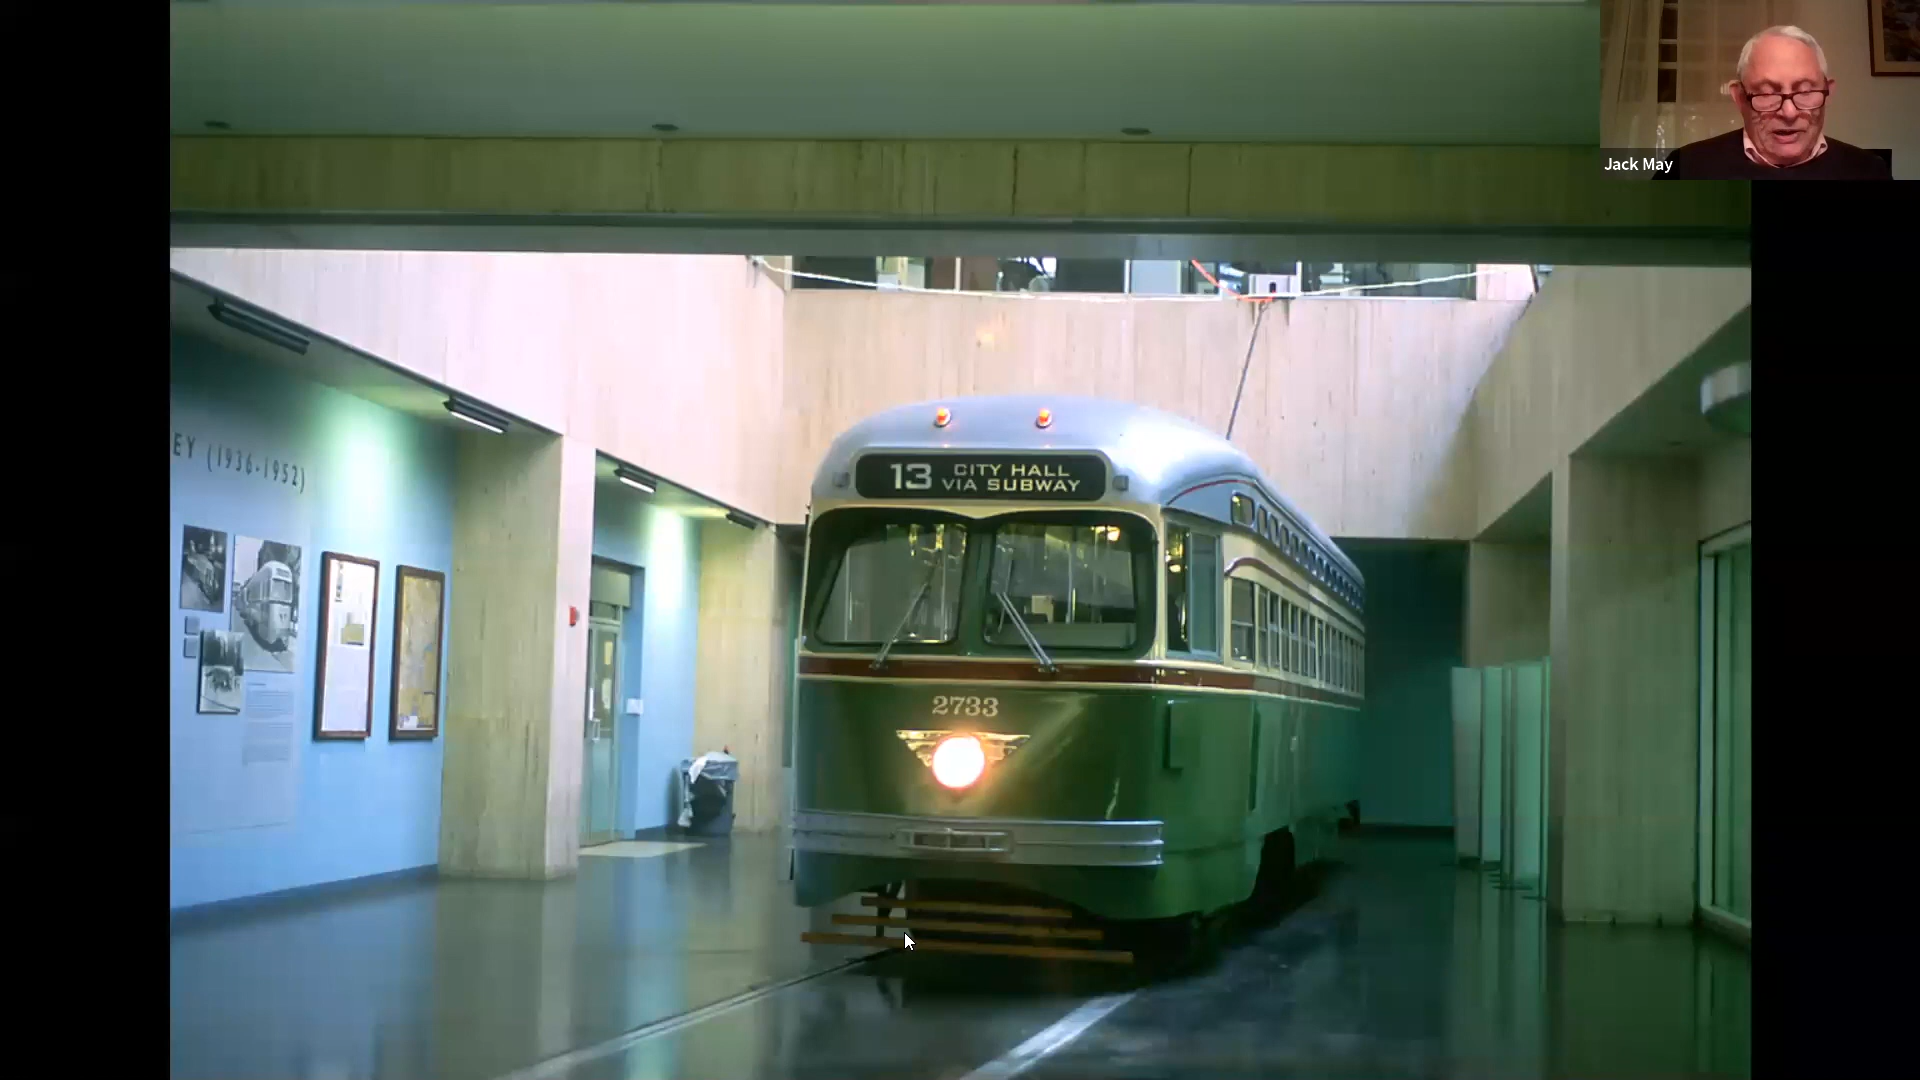 Jack May
EY (1936-1952)
13 CITY HALL
VIA SUBWAY
2733